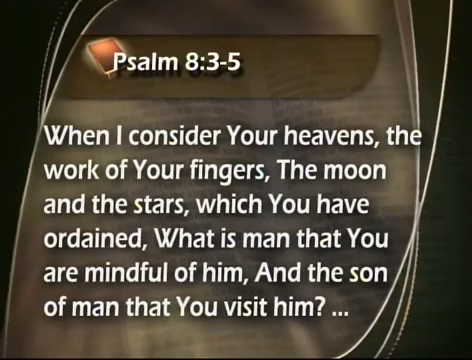 Psalm 8:3-5
When I consider Your heavens, the
work of Your fingers, The moon
and the stars, which You have
ordained, What is man that You
are mindful of him, And the son
of man that You visit him? ...